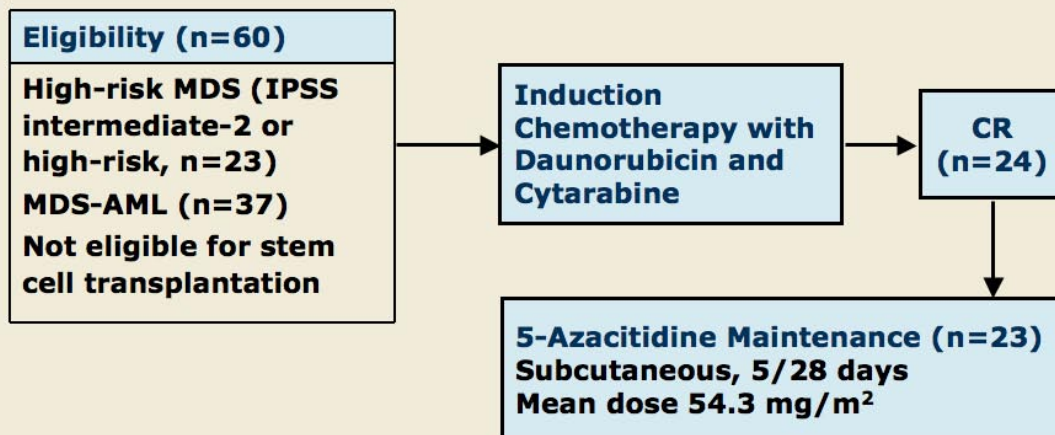 Eligibility (n=60)
High-risk MDS (IPSS
intermediate-2 or
high-risk, n=23)
MDS-AML (n=37)
Not eligible for stem
cell transplantation
Induction
Chemotherapy with
Daunorubicin and
Cytarabine
CR
(n=24)
5-Azacitidine Maintenance (n=23)
Subcutaneous, 5/28 days
Mean dose 54.3 mg/m²